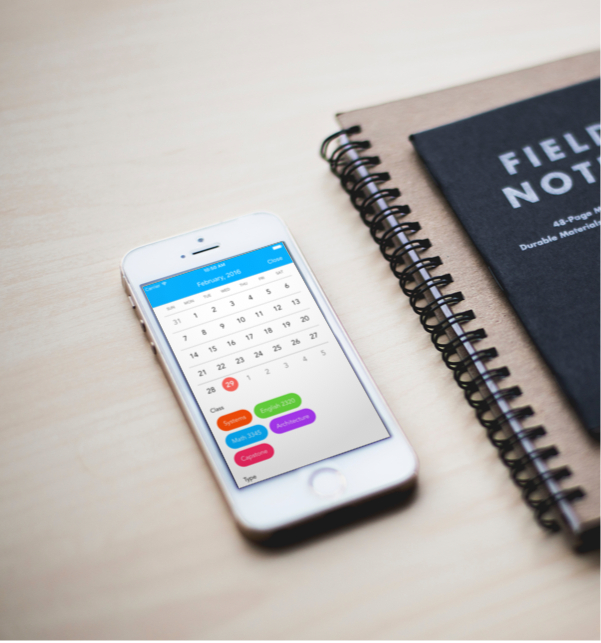 Carrier 10:55 AM
February, 2016 Close
SUN MON TUE WED THU FRI SAT
31 1 2 3 4 5 6
7 8 9 10 11 12 13
14 15 16 17 18 19 20
21 22 23 24 25 26 27
28 29 1 2 3 4 5
Class
Systems English 2320
Math 2345 Architecture
Capstone
Type
FIELD
NOT
48-Page
Durable Materials